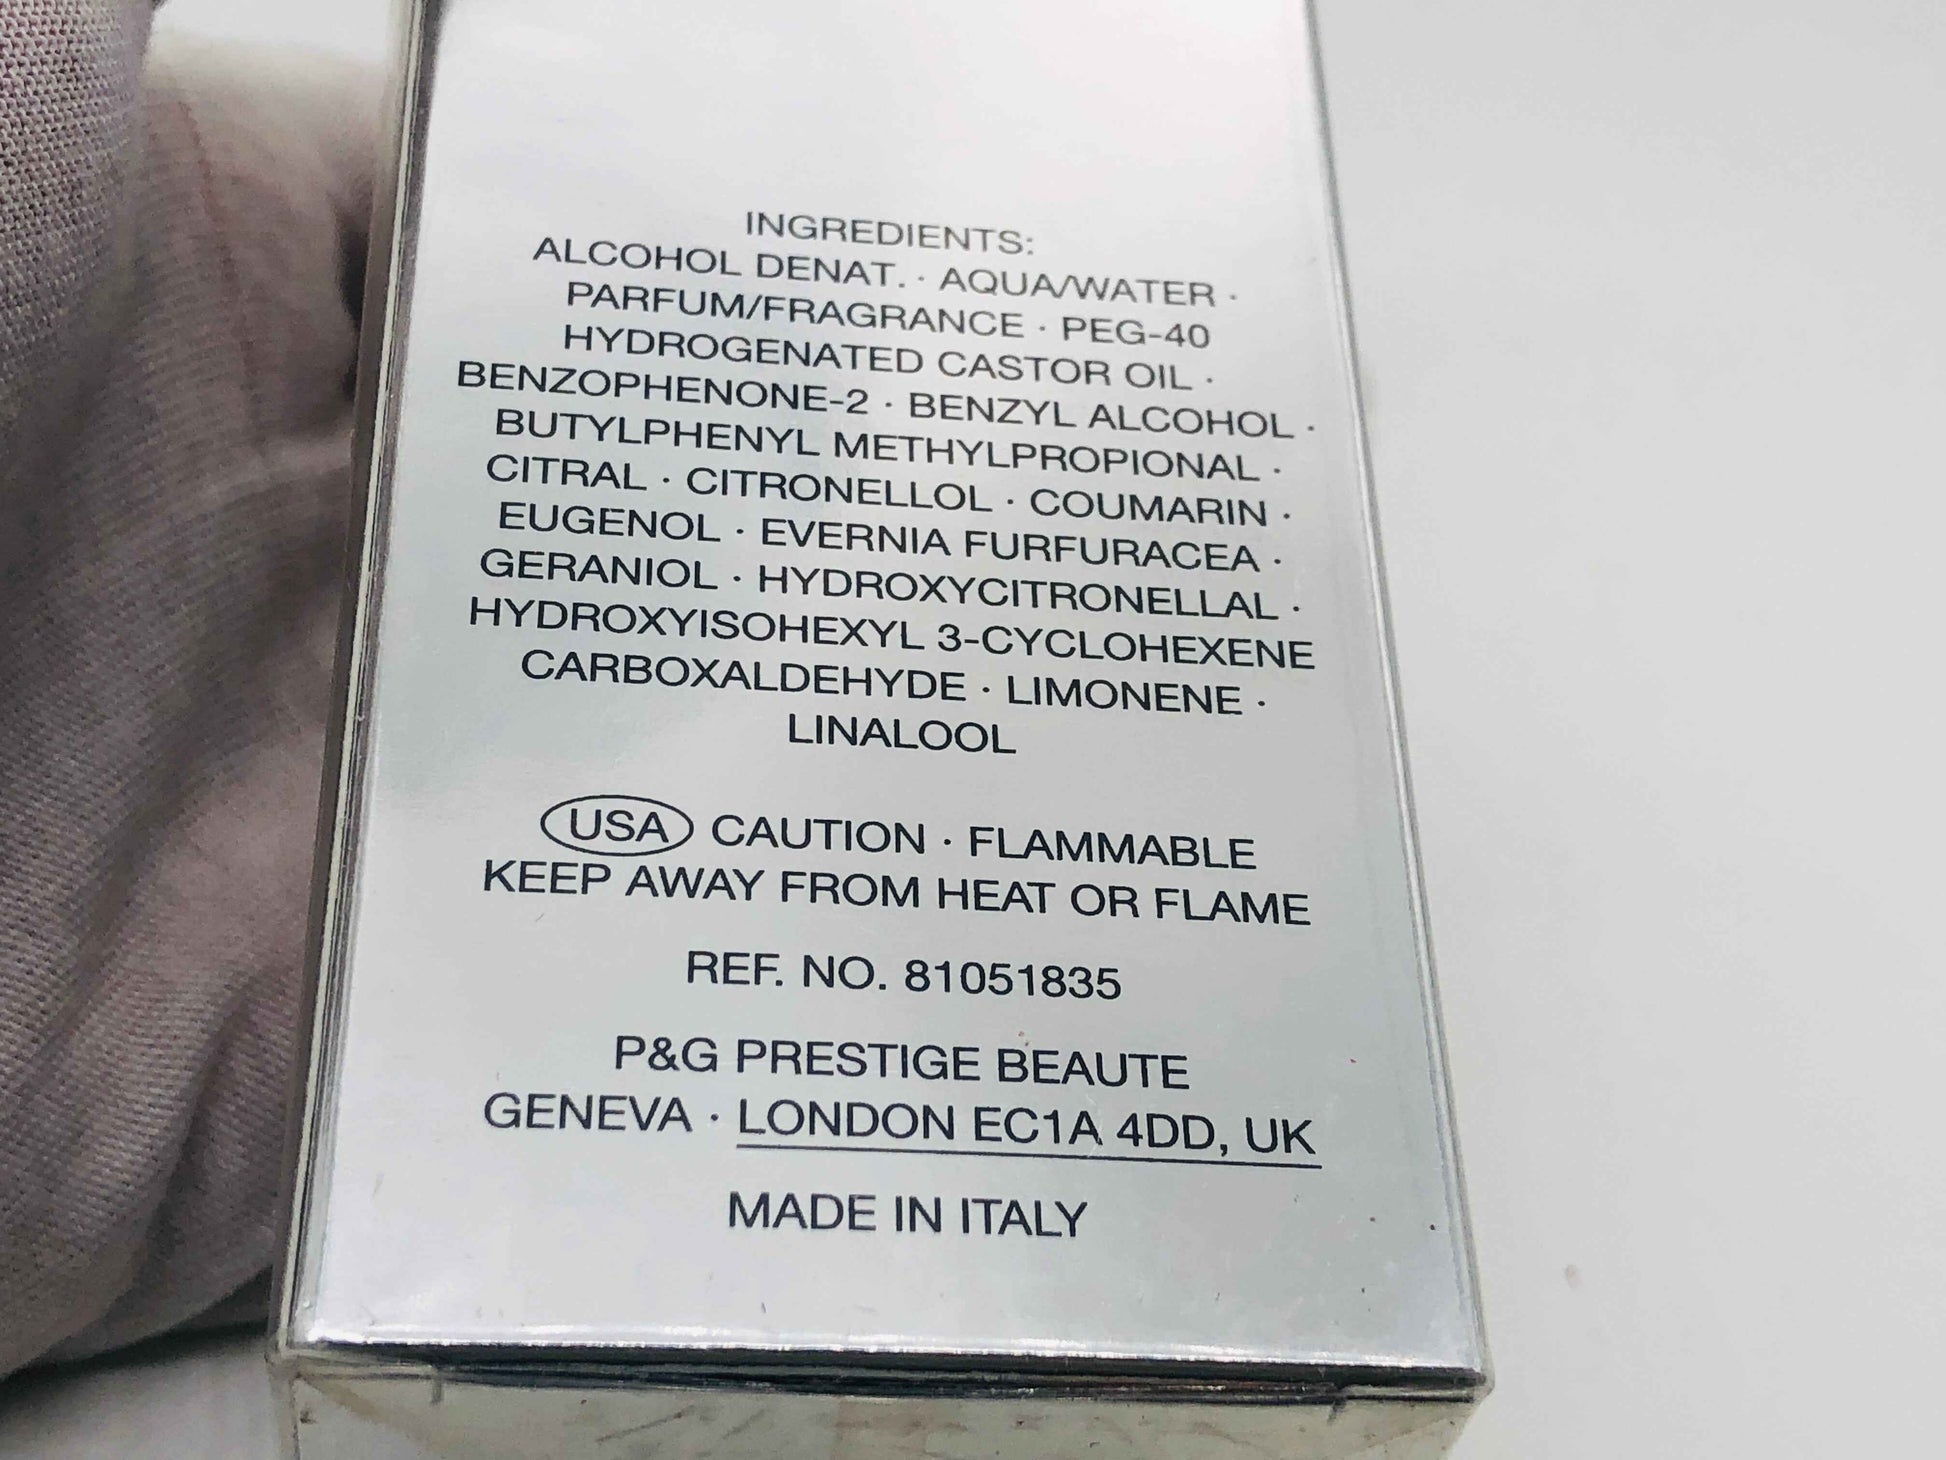 INGREDIENTS:
ALCOHOL DENAT. · AQUA/WATER ·
PARFUM/FRAGRANCE · PEG-40
HYDROGENATED CASTOR OIL ·
BENZOPHENONE-2 · BENZYL ALCOHOL ·
BUTYLPHENYL METHYLPROPIONAL ·
CITRAL · CITRONELLOL · COUMARIN ·
EUGENOL · EVERNIA FURFURACEA ·
GERANIOL · HYDROXYCITRONELLAL ·
HYDROXYISOHEXYL 3-CYCLOHEXENE
CARBOXALDEHYDE · LIMONENE ·
LINALOOL
USA CAUTION · FLAMMABLE
KEEP AWAY FROM HEAT OR FLAME
REF. NO. 81051835
P&G PRESTIGE BEAUTE
GENEVA · LONDON EC1A 4DD, UK
MADE IN ITALY